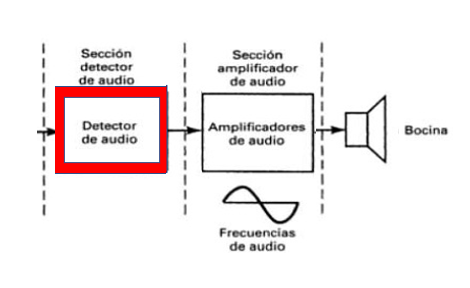 Sección
detector
de audio
Sección
amplificador
de audio
Detector
de audio
Amplificadores
de audio
Bocina
Frecuencias
de audio